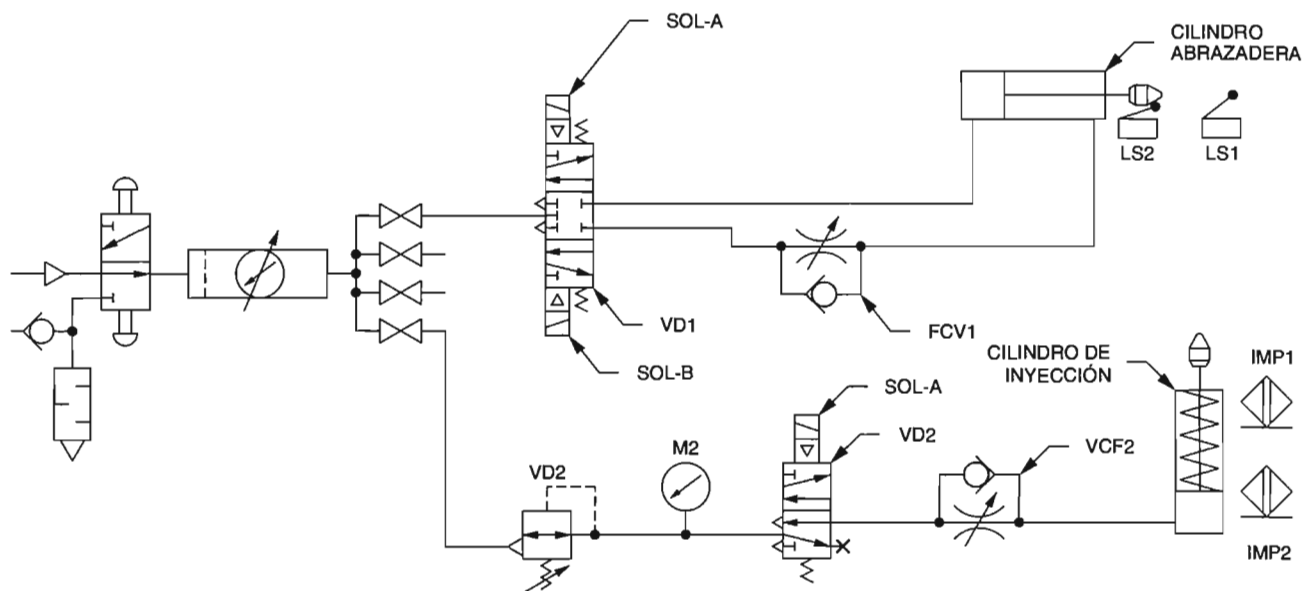 SOL-A
CILINDRO
ABRAZADERA
LS2
LS1
VD1
FCV1
SOL-B
CILINDRO DE
INYECCIÓN
IMP1
SOL-A
VD2
M2
VCF2
VD2
IMP2